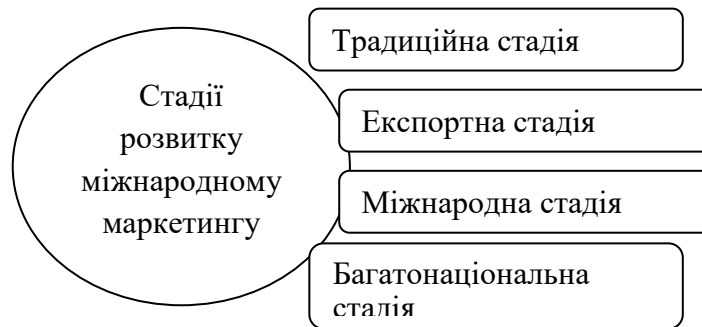 Традиційна стадія
Стадії
розвитку
міжнародному
маркетингу
Експортна стадія
Міжнародна стадія
Багатонаціональна
стадія